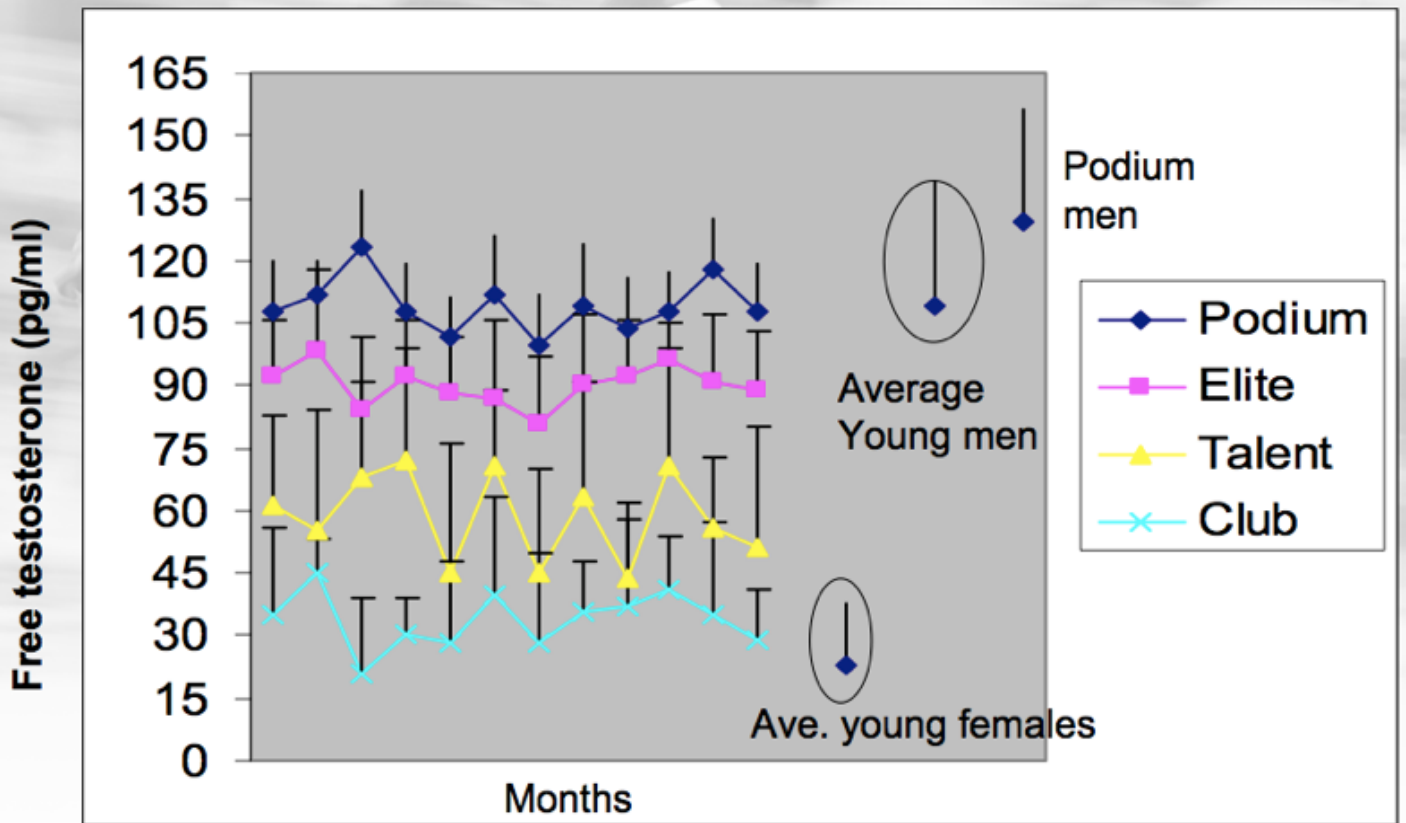 Free testosterone (pg/ml)
165
150
135
120
105
90
75
60
45
30
15
0
Months
Podium
men
Average
Young men
Ave. young females
Podium
Elite
Talent
Club